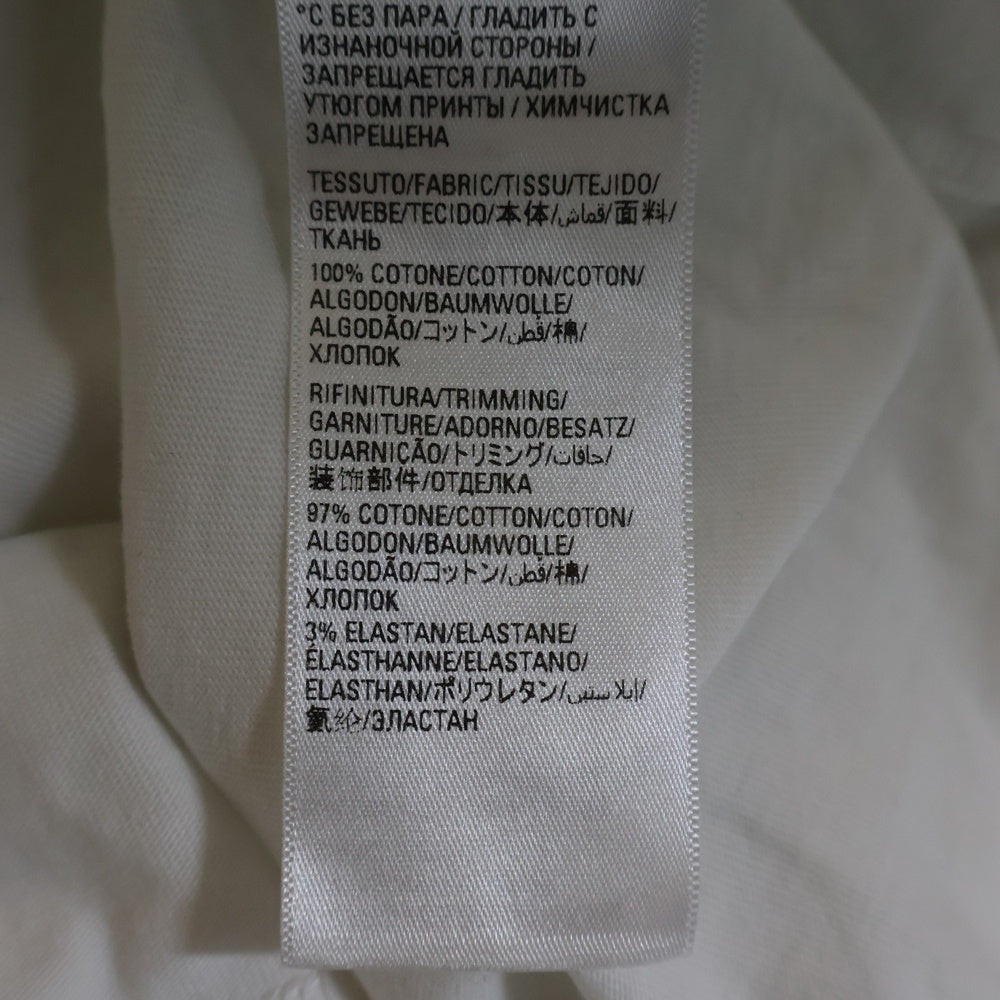 °C БЕЗ ПАРА / ГЛАДИТЬ С
ИЗНАНОЧНОЙ СТОРОНЫ /
ЗАПРЕЩАЕТСЯ ГЛАДИТЬ
УТЮГОМ ПРИНТЫ / ХИМЧИСТКА
ЗАПРЕЩЕНА
TESSUTO/FABRIC/TISSU/TEJIDO/
GEWEBE/TECIDO/本体/قماش/面料/
ТКАНЬ
100% COTONE/COTTON/COTON/
ALGODON/BAUMWOLLE/
ALGODÃO/コットン/قطن/棉/
ХЛОПОК
RIFINITURA/TRIMMING/
GARNITURE/ADORNO/BESATZ/
GUARNICÃO/トリミング/حافات/
装饰部件/ОТДЕЛКА
97% COTONE/COTTON/COTON/
ALGODON/BAUMWOLLE/
ALGODÃO/コットン/قطن/棉/
ХЛОПОК
3% ELASTAN/ELASTANE/
ÉLASTHANNE/ELASTANO/
ELASTHAN/ポリウレタン/إيلاستين/
氨纶/ЭЛАСТАН